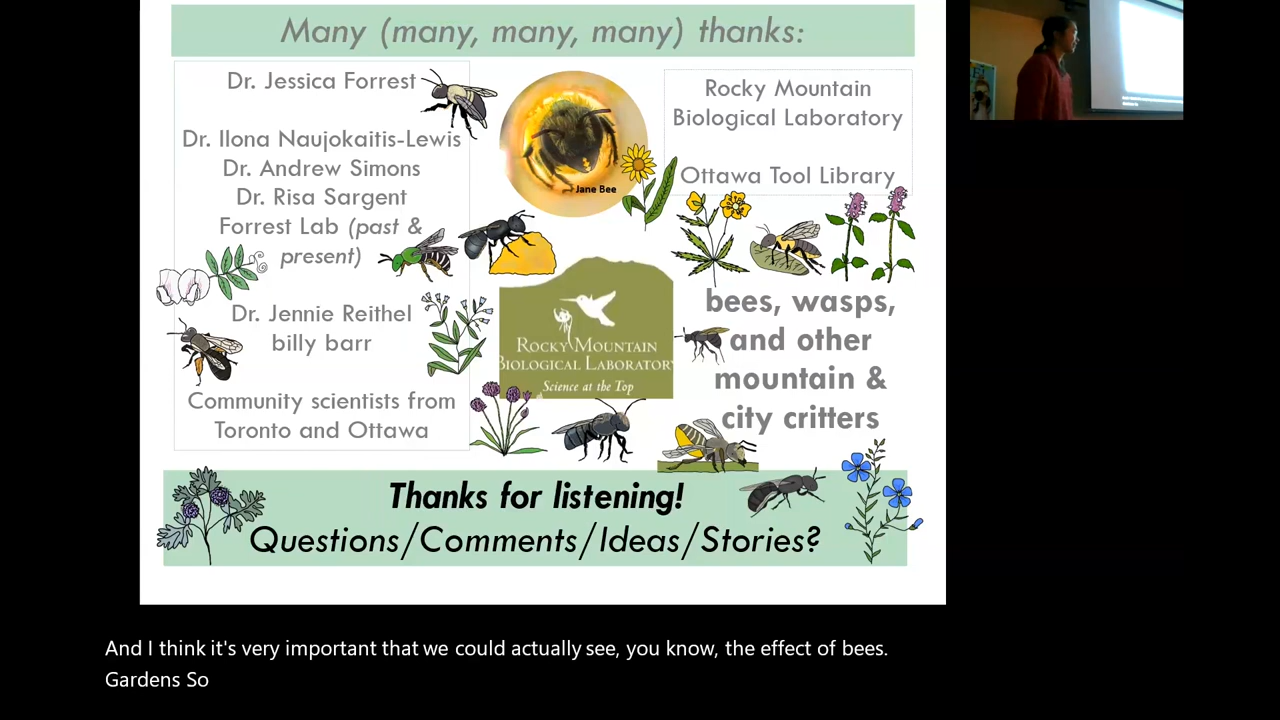 Many (many, many, many) thanks:
Dr. Jessica Forrest
Dr. Ilona Naujokaitis-Lewis
Dr. Andrew Simons
Dr. Risa Sargent
Forrest Lab (past &
present)
Dr. Jennie Reithel
billy barr
Community scientists from
Toronto and Ottawa
Jane Bee
ROCKY MOUNTAIN
BIOLOGICAL LABORATORY
Science at the Top
Rocky Mountain
Biological Laboratory
Ottawa Tool Library
bees, wasps,
and other
mountain &
city critters
Thanks for listening!
Questions/Comments/Ideas/Stories?
And I think it's very important that we could actually see, you know, the effect of bees.
Gardens So